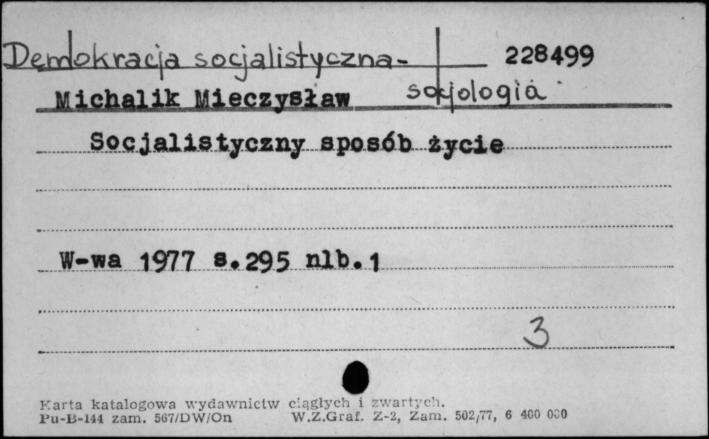 Demokracja socjalistyczna- 228499
socjologia
Michalik Mieczysław
Socjalistyczny sposób życie
W-wa 1977 s.295 nlb.1
3
Karta katalogowa wydawnictw ciągłych i zwartych.
Pu-B-144 zam. 567/DW/On W.Z.Graf. Z-2, Zam. 502/77, 6 400 000